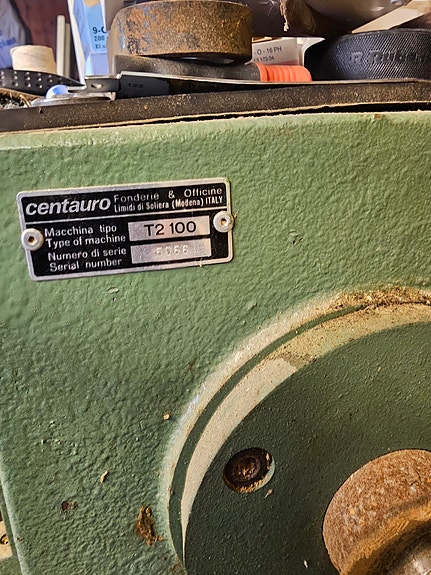 centauro Fonderie & Officine
Limidi di Soliera (Modena) ITALY
Macchina tipo
Type of machine T2 100
Numero di serie
Serial number